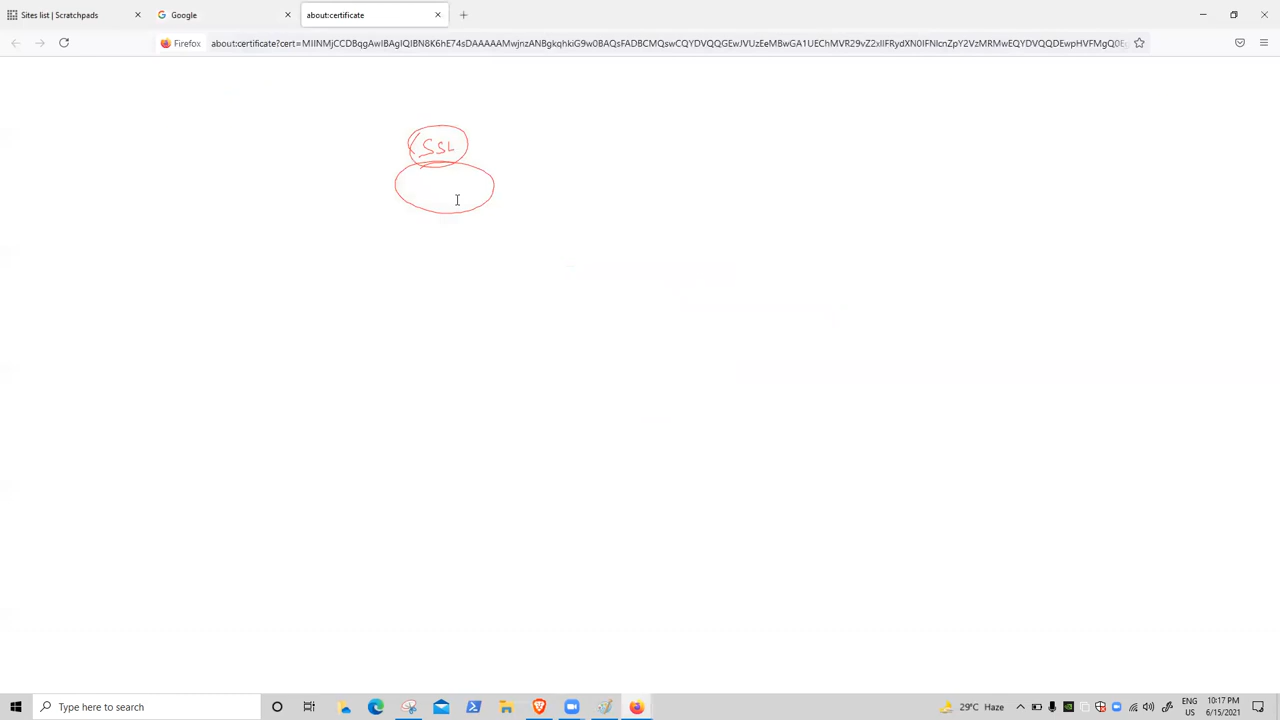 Sites list | Scratchpads
Google
about:certificate
Firefox
about:certificate?cert=MIINMjCCDBqgAwIBAgIQIBN8K6hE74sDAAAAAMwjnzANBgkqhkiG9w0BAQsFADBCMQswCQYDVQQGEwJVUzEeMBwGA1UEChMVR29vZ2xlIFRydXN0IFNlcnZpY2VzMRMwEQYDVQQDEwpHVFMgQ0Eg
SSL
Type here to search
29°C Haze
ENG
US
10:17 PM
6/15/2021